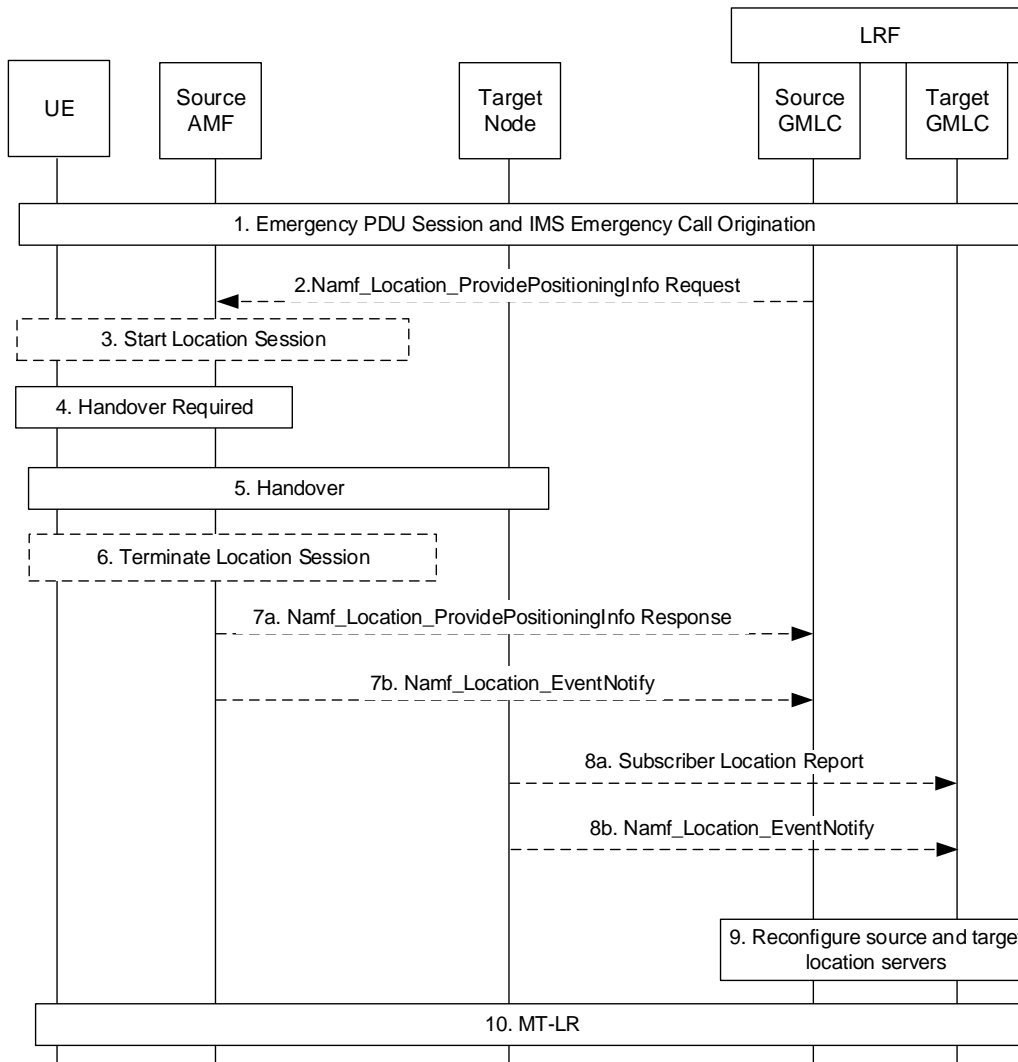 LRF
UE
Source
AMF
Target
Node
Source
GMLC
Target
GMLC
1. Emergency PDU Session and IMS Emergency Call Origination
2.Namf_Location_ProvidePositioningInfo Request
3. Start Location Session
4. Handover Required
5. Handover
6. Terminate Location Session
7a. Namf_Location_ProvidePositioningInfo Response
7b. Namf_Location_EventNotify
8a. Subscriber Location Report
8b. Namf_Location_EventNotify
9. Reconfigure source and target
location servers
10. MT-LR